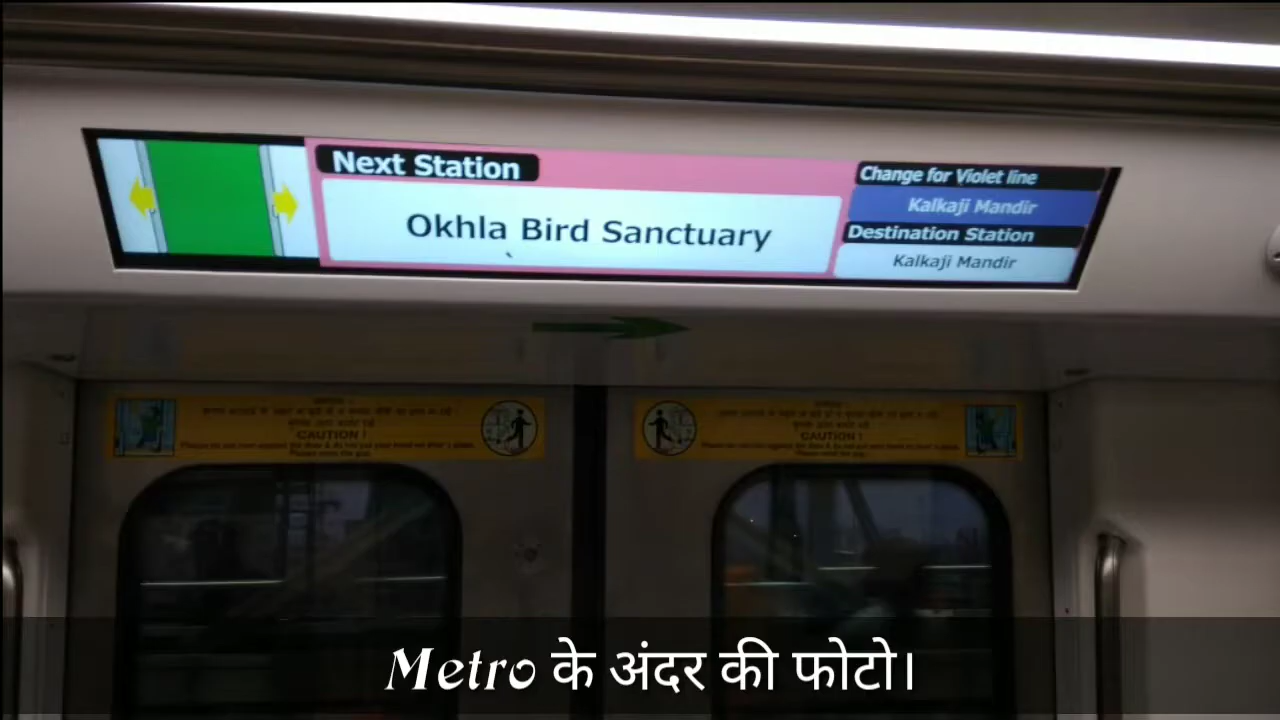 Next Station
Okhla Bird Sanctuary
Change for Violet line
Kalkaji Mandir
Destination Station
Kalkaji Mandir
CAUTION !
CAUTION !
Metro के अंदर की फोटो।